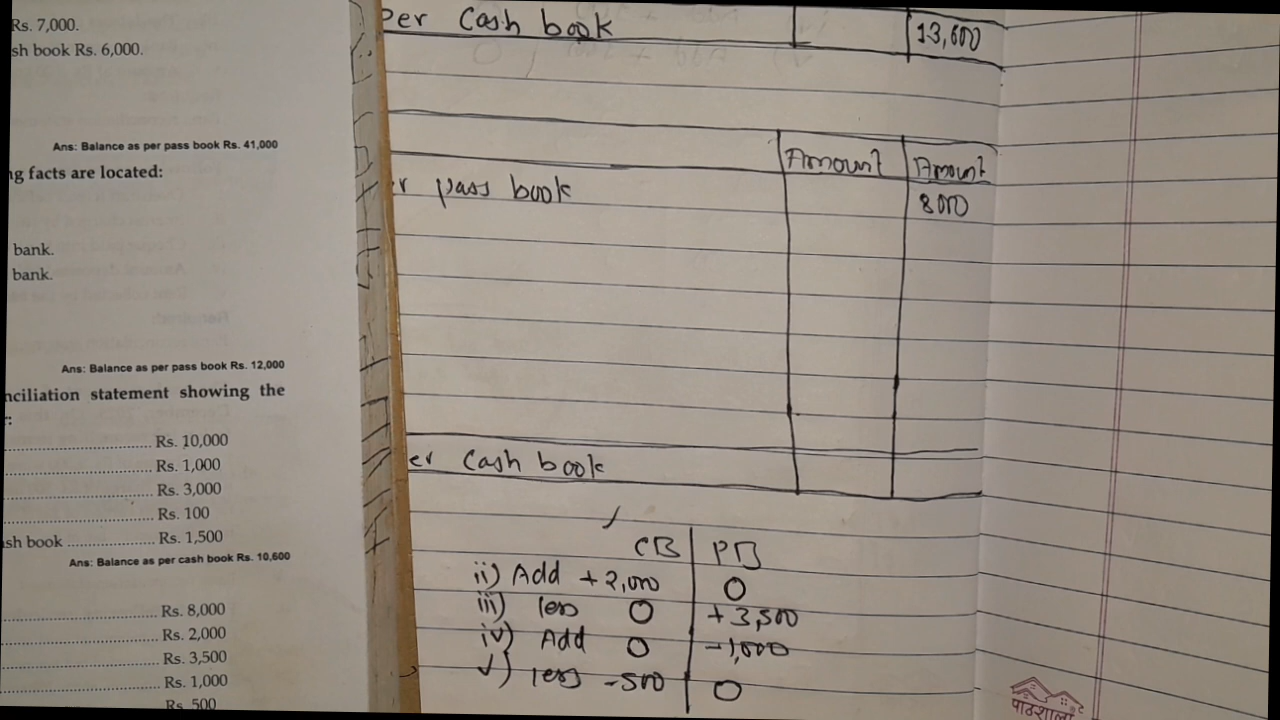 Rs. 7,000.
sh book Rs. 6,000.
Ans: Balance as per pass book Rs. 41,000
g facts are located:
bank.
bank.
Ans: Balance as per pass book Rs. 12,000
nciliation statement showing the
r:
Rs. 10,000
Rs. 1,000
Rs. 3,000
Rs. 100
sh book Rs. 1,500
Ans: Balance as per cash book Rs. 10,600
Rs. 8,000
Rs. 2,000
Rs. 3,500
Rs. 1,000
Rs. 500
per Cash book 13,600
Amount Amount
r pass book 8000
er Cash book
CB PB
ii) Add +2,000 0
iii) less 0 +3,500
iv) Add 0 -1,000
v) less -500 0
पाठशाला